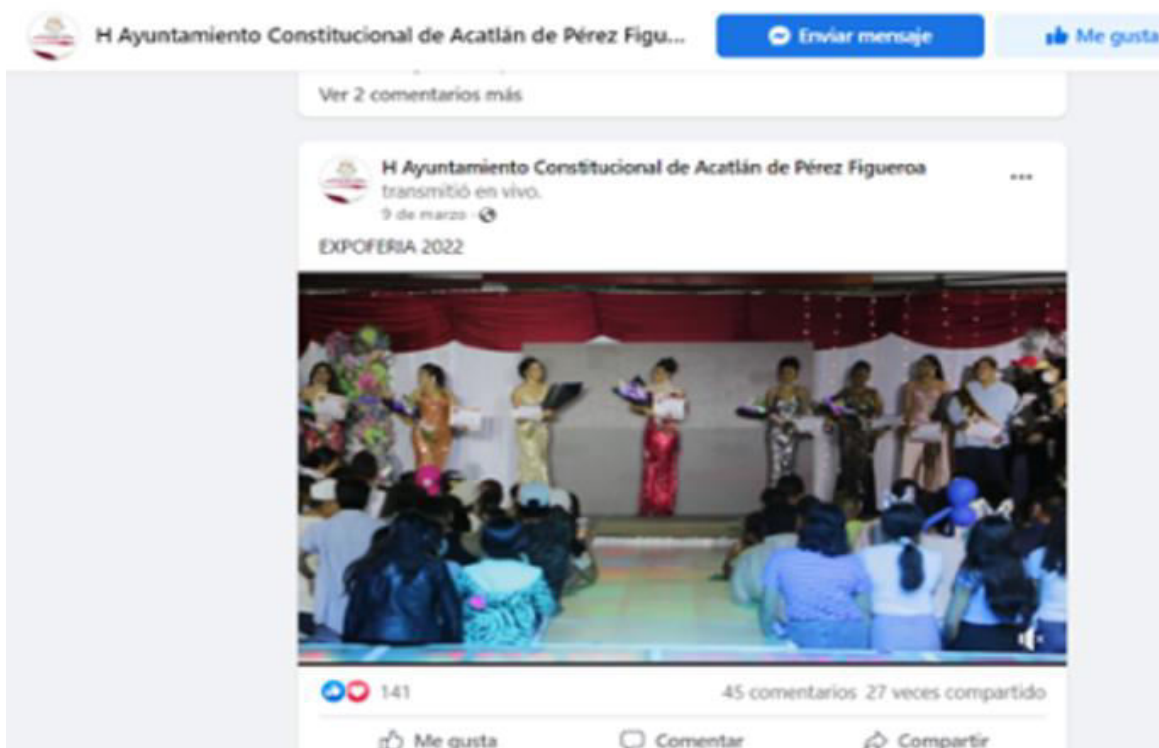 H Ayuntamiento Constitucional de Acatlán de Pérez Figu...
Enviar mensaje
Me gusta
Ver 2 comentarios más
H Ayuntamiento Constitucional de Acatlán de Pérez Figueroa
transmitió en vivo.
9 de marzo
EXPOFERIA 2022
141
45 comentarios 27 veces compartido
Me gusta
Comentar
Compartir